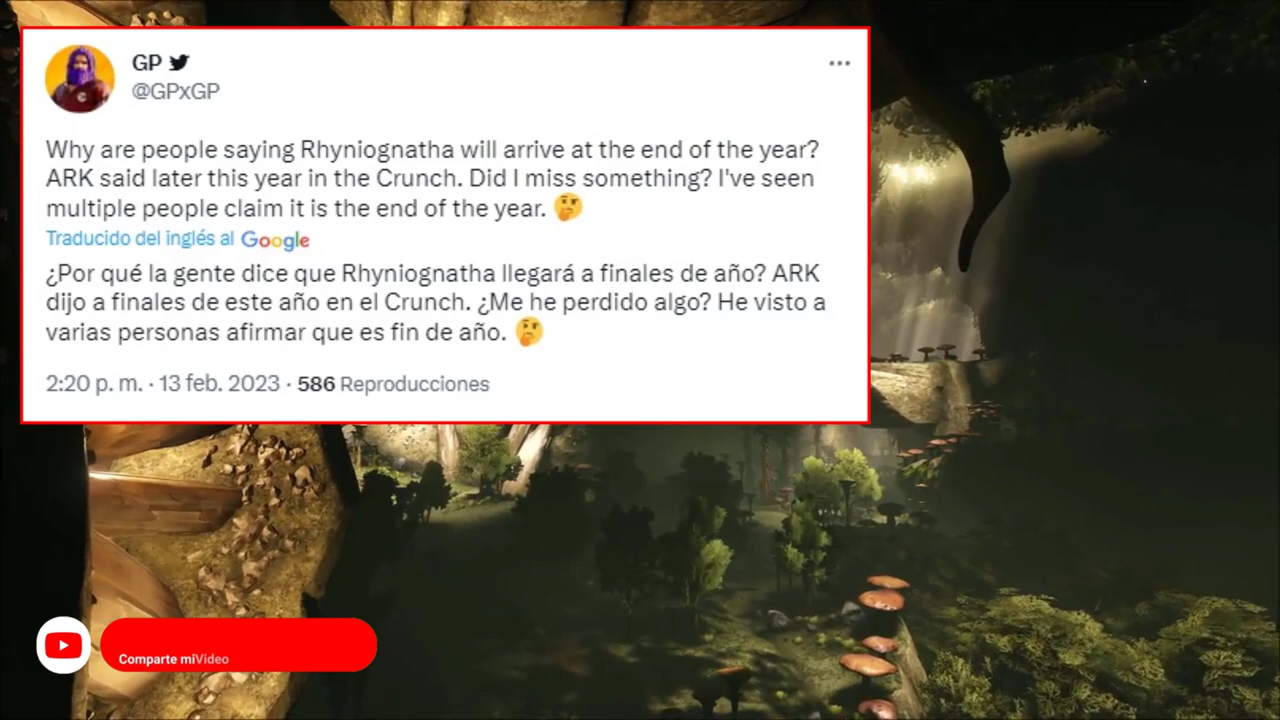 GP
@GPxGP
Why are people saying Rhyniognatha will arrive at the end of the year?
ARK said later this year in the Crunch. Did I miss something? I've seen
multiple people claim it is the end of the year. 🤔
Traducido del inglés al Google
¿Por qué la gente dice que Rhyniognatha llegará a finales de año? ARK
dijo a finales de este año en el Crunch. ¿Me he perdido algo? He visto a
varias personas afirmar que es fin de año. 🤔
2:20 p. m. · 13 feb. 2023 · 586 Reproducciones
Comparte miVideo